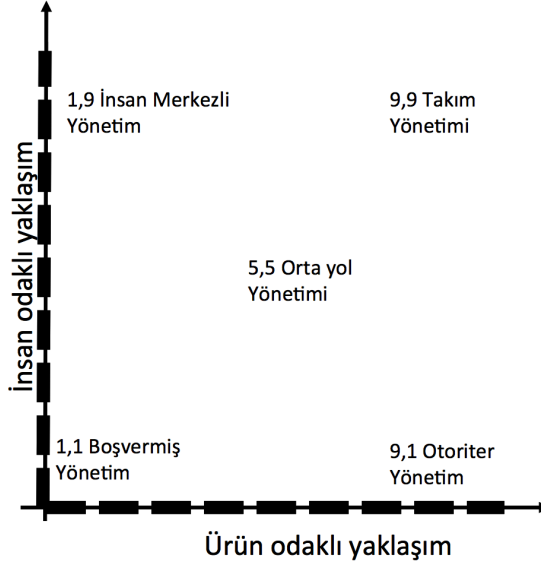 1,9 İnsan Merkezli
Yönetim
9,9 Takım
Yönetimi
İnsan odaklı yaklaşım
5,5 Orta yol
Yönetimi
1,1 Boşvermiş
Yönetim
9,1 Otoriter
Yönetim
Ürün odaklı yaklaşım